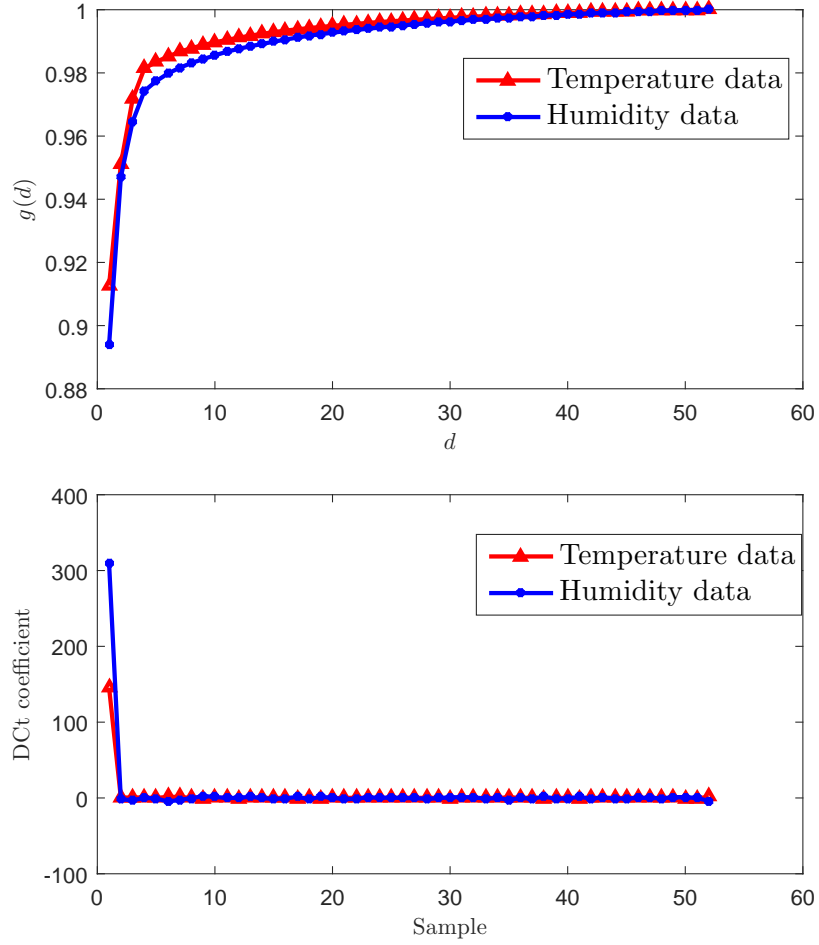 1
0.98
0.96
0.94
0.92
0.9
0.88
g(d)
Temperature data
Humidity data
0 10 20 30 40 50 60
d
400
300
200
100
0
-100
DCt coefficient
Temperature data
Humidity data
0 10 20 30 40 50 60
Sample